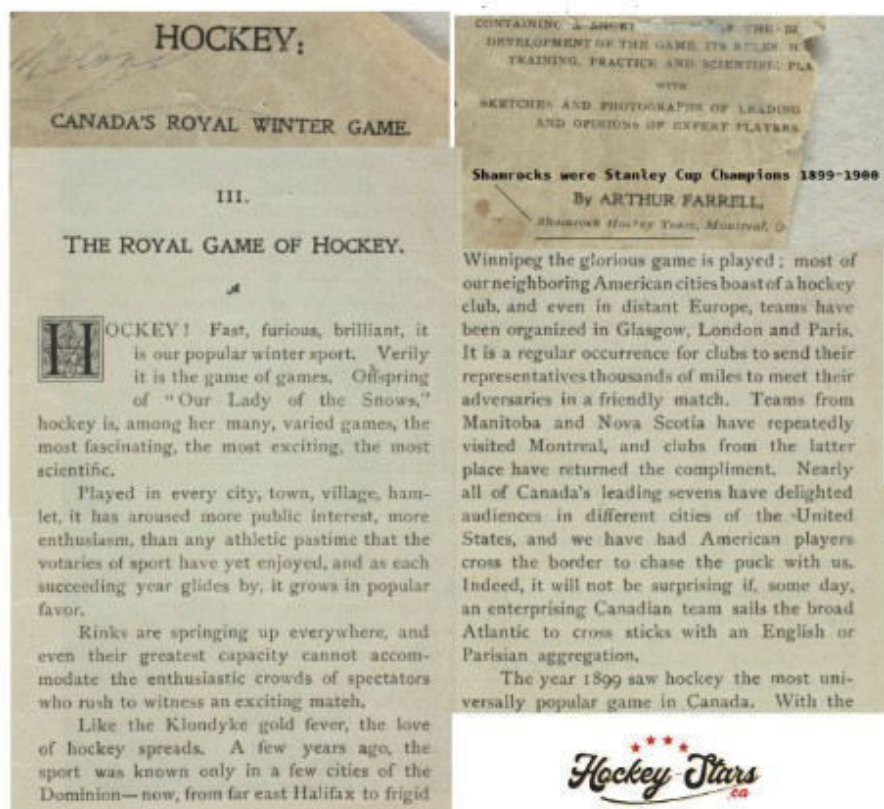 HOCKEY:
CANADA'S ROYAL WINTER GAME.
III.
THE ROYAL GAME OF HOCKEY.
HOCKEY! Fast, furious, brilliant, it
is our popular winter sport. Verily
it is the game of games. Offspring
of "Our Lady of the Snows,"
hockey is, among her many, varied games, the
most fascinating, the most exciting, the most
scientific.
Played in every city, town, village, ham-
let, it has aroused more public interest, more
enthusiasm, than any athletic pastime that the
votaries of sport have yet enjoyed, and as each
succeeding year glides by, it grows in popular
favor.
Rinks are springing up everywhere, and
even their greatest capacity cannot accom-
modate the enthusiastic crowds of spectators
who rush to witness an exciting match.
Like the Klondyke gold fever, the love
of hockey spreads. A few years ago, the
sport was known only in a few cities of the
Dominion—now, from far east Halifax to frigid
CONTAINING A SHORT OF THE
DEVELOPMENT OF THE GAME, ITS RULES,
TRAINING, PRACTICE AND SCIENTIFIC PLA
WITH
SKETCHES AND PHOTOGRAPHS OF LEADING
AND OPINIONS OF EXPERT PLAYERS
Shamrocks were Stanley Cup Champions 1899-1900
By ARTHUR FARRELL,
Shamrock Hockey Team, Montreal, Q
Winnipeg the glorious game is played; most of
our neighboring American cities boast of a hockey
club, and even in distant Europe, teams have
been organized in Glasgow, London and Paris.
It is a regular occurrence for clubs to send their
representatives thousands of miles to meet their
adversaries in a friendly match. Teams from
Manitoba and Nova Scotia have repeatedly
visited Montreal, and clubs from the latter
place have returned the compliment. Nearly
all of Canada's leading sevens have delighted
audiences in different cities of the United
States, and we have had American players
cross the border to chase the puck with us.
Indeed, it will not be surprising if, some day,
an enterprising Canadian team sails the broad
Atlantic to cross sticks with an English or
Parisian aggregation.
The year 1899 saw hockey the most uni-
versally popular game in Canada. With the
Hockey-Stars
.ca